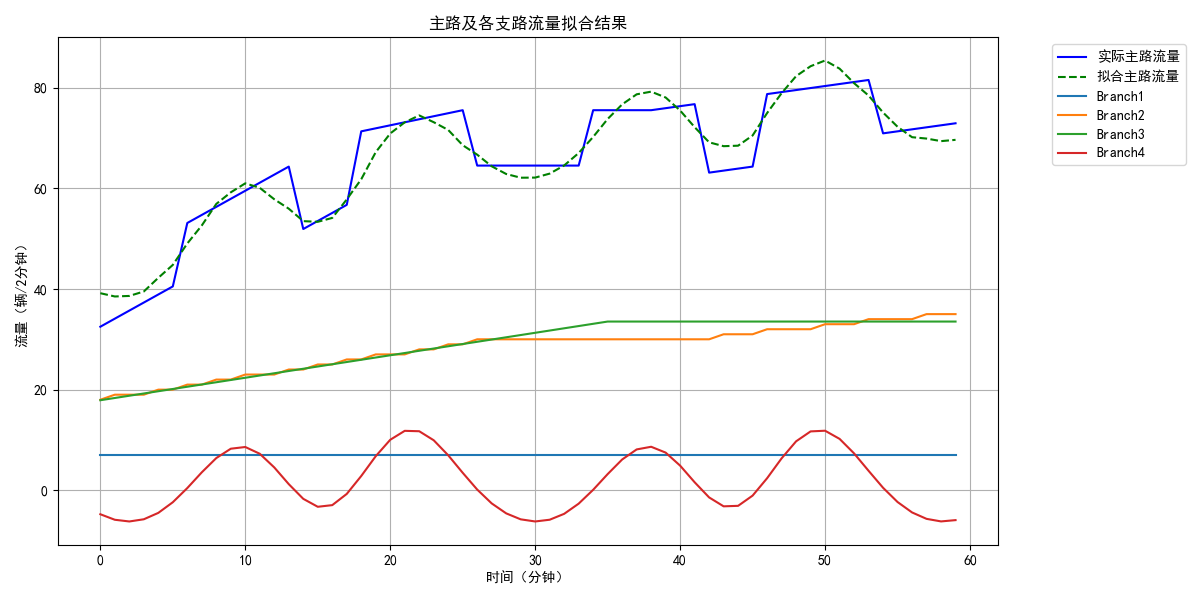 主路及各支路流量拟合结果
流量（辆/2分钟）
80
60
40
20
0
0 10 20 30 40 50 60
时间（分钟）
实际主路流量
拟合主路流量
Branch1
Branch2
Branch3
Branch4